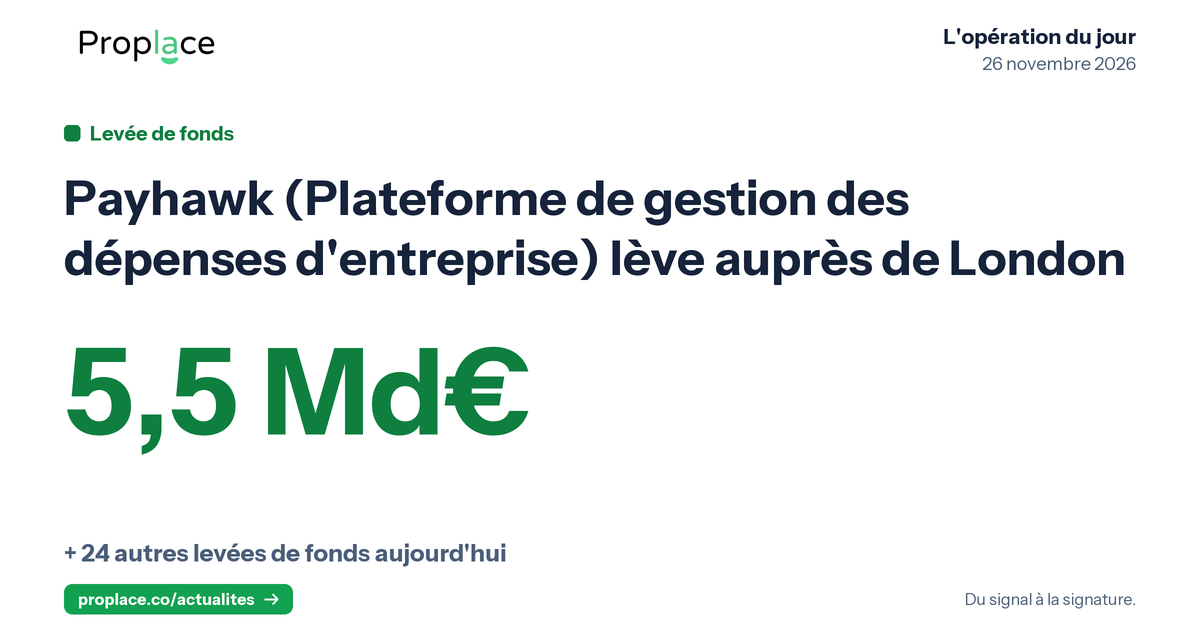 Proplace
L'opération du jour
26 novembre 2026
Levée de fonds
Payhawk (Plateforme de gestion des
dépenses d'entreprise) lève auprès de London
5,5 Md€
+ 24 autres levées de fonds aujourd'hui
proplace.co/actualites →
Du signal à la signature.